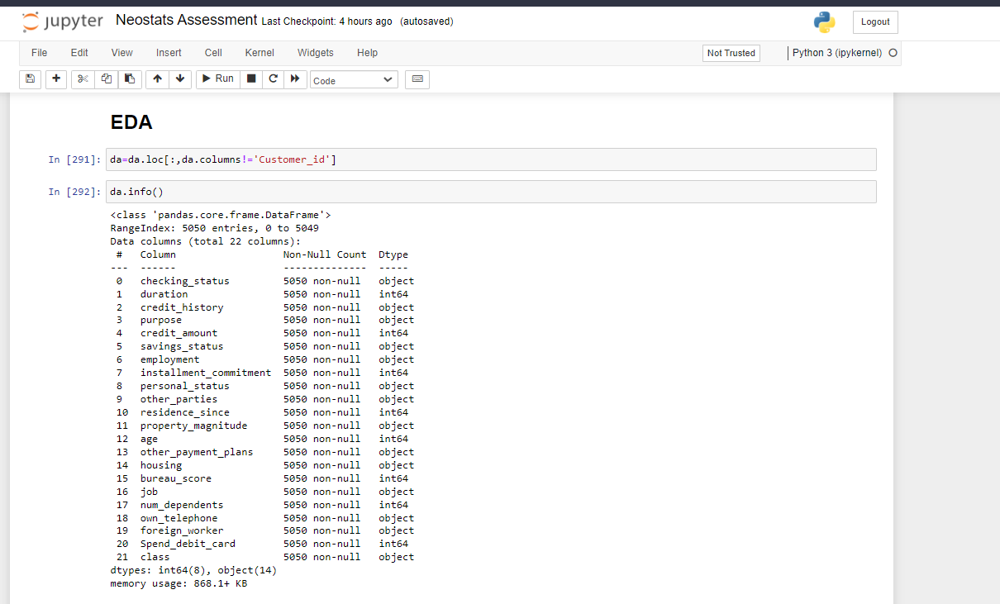 jupyter Neostats Assessment Last Checkpoint: 4 hours ago (autosaved) Logout
File Edit View Insert Cell Kernel Widgets Help Not Trusted Python 3 (ipykernel)
Run Code
EDA
In [291]: da=da.loc[:,da.columns!='Customer_id']
In [292]: da.info()
<class 'pandas.core.frame.DataFrame'>
RangeIndex: 5050 entries, 0 to 5049
Data columns (total 22 columns):
# Column Non-Null Count Dtype
--- ------ -------------- -----
0 checking_status 5050 non-null object
1 duration 5050 non-null int64
2 credit_history 5050 non-null object
3 purpose 5050 non-null object
4 credit_amount 5050 non-null int64
5 savings_status 5050 non-null object
6 employment 5050 non-null object
7 installment_commitment 5050 non-null int64
8 personal_status 5050 non-null object
9 other_parties 5050 non-null object
10 residence_since 5050 non-null int64
11 property_magnitude 5050 non-null object
12 age 5050 non-null int64
13 other_payment_plans 5050 non-null object
14 housing 5050 non-null object
15 bureau_score 5050 non-null int64
16 job 5050 non-null object
17 num_dependents 5050 non-null int64
18 own_telephone 5050 non-null object
19 foreign_worker 5050 non-null object
20 Spend_debit_card 5050 non-null int64
21 class 5050 non-null object
dtypes: int64(8), object(14)
memory usage: 868.1+ KB